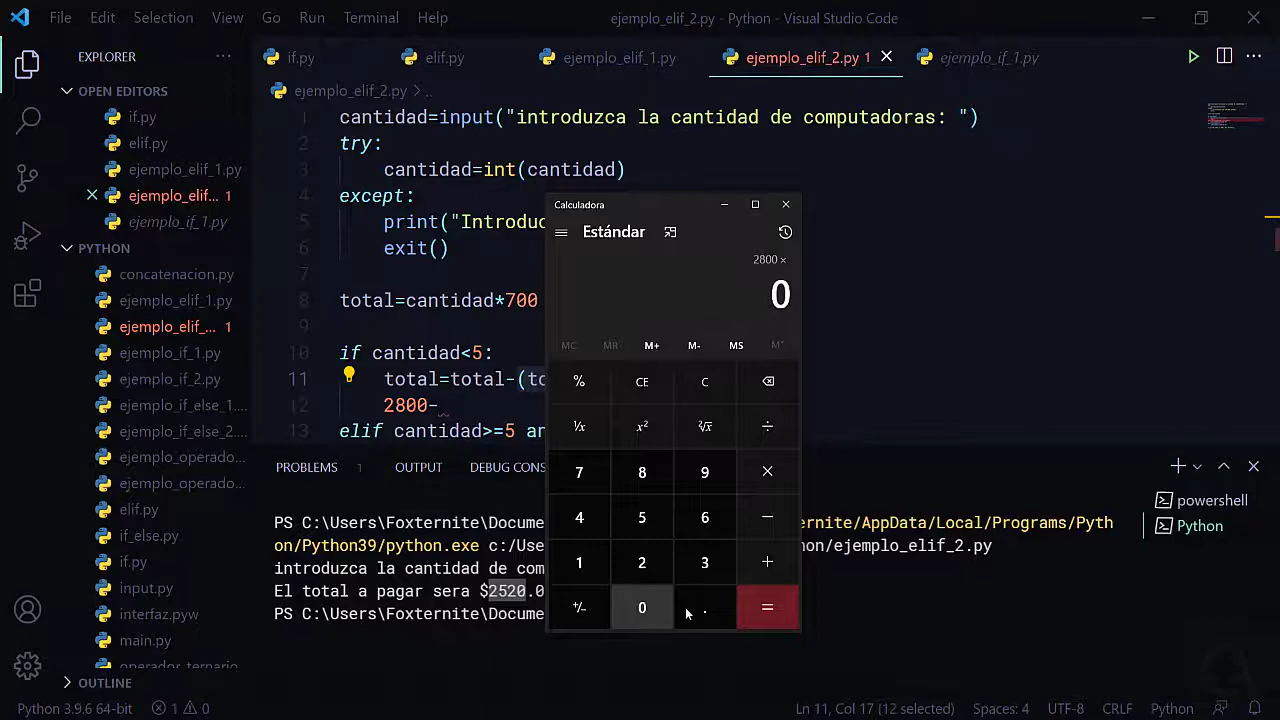 File Edit Selection View Go Run Terminal Help
ejemplo_elif_2.py - Python - Visual Studio Code
EXPLORER
OPEN EDITORS
if.py
elif.py
ejemplo_elif_1.py
ejemplo_elif... 1
ejemplo_if_1.py
PYTHON
concatenacion.py
ejemplo_elif_1.py
ejemplo_elif_... 1
ejemplo_if_1.py
ejemplo_if_2.py
ejemplo_if_else_1....
ejemplo_if_else_2....
ejemplo_operado...
ejemplo_operado...
elif.py
if_else.py
if.py
input.py
interfaz.pyw
main.py
operador_ternario
OUTLINE
if.py elif.py ejemplo_elif_1.py ejemplo_elif_2.py 1 ejemplo_if_1.py
ejemplo_elif_2.py > ..
1 cantidad=input("introduzca la cantidad de computadoras: ")
2 try:
3 cantidad=int(cantidad)
4 except:
5 print("Introduc
6 exit()
7
8 total=cantidad*700
9
10 if cantidad<5:
11 total=total-(to
12 2800-
13 elif cantidad>=5 an
Calculadora
Estándar
2800 ×
0
MC MR M+ M- MS M˅
% CE C
⅟x x² ²√x ÷
7 8 9 ×
4 5 6 −
1 2 3 +
+/− 0 . =
PROBLEMS 1 OUTPUT DEBUG CONS
PS C:\Users\Foxternite\Docume
ernite/AppData/Local/Programs/Pyth
on/Python39/python.exe c:/Use
hon/ejemplo_elif_2.py
introduzca la cantidad de com
El total a pagar sera $2520.0
PS C:\Users\Foxternite\Docume
powershell
Python
Python 3.9.6 64-bit 1 0 Ln 11, Col 17 (12 selected) Spaces: 4 UTF-8 CRLF Python